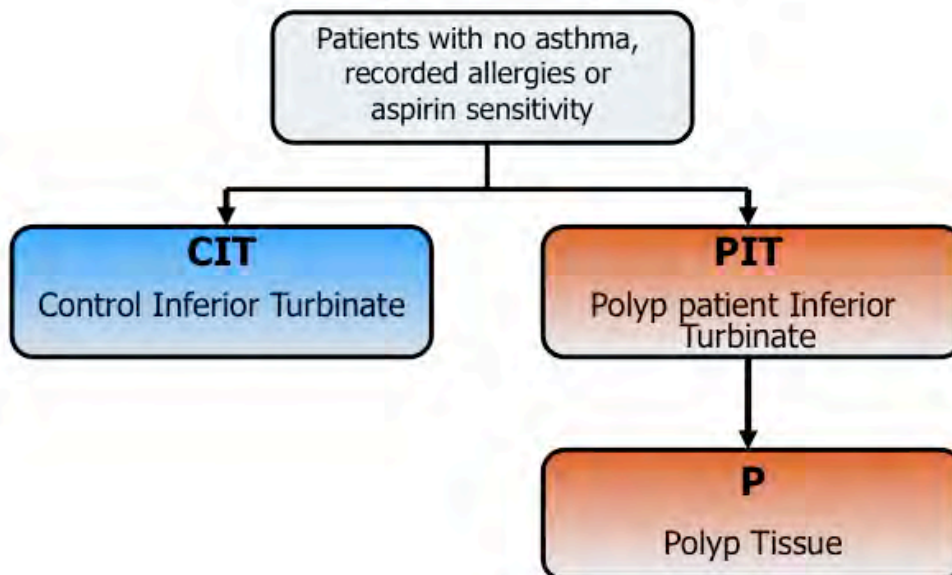 Patients with no asthma,
recorded allergies or
aspirin sensitivity
CIT
Control Inferior Turbinate
PIT
Polyp patient Inferior
Turbinate
P
Polyp Tissue